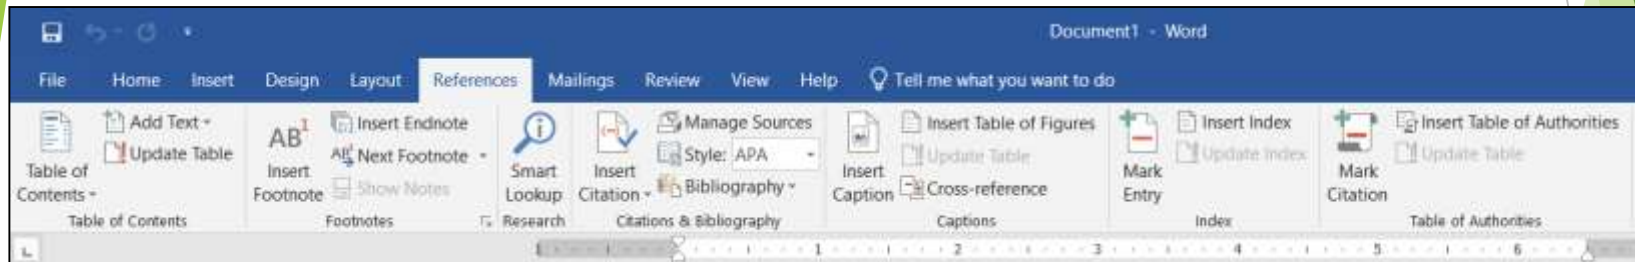 Document1 - Word
File Home Insert Design Layout References Mailings Review View Help Tell me what you want to do
Table of Contents
Add Text
Update Table
Table of Contents
AB1
Insert Footnote
Insert Endnote
AB Next Footnote
Show Notes
Footnotes
Smart Lookup
Research
Insert Citation
Manage Sources
Style: APA
Bibliography
Citations & Bibliography
Insert Caption
Insert Table of Figures
Update Table
Cross-reference
Captions
Mark Entry
Insert Index
Update Index
Index
Mark Citation
Insert Table of Authorities
Update Table
Table of Authorities
1 1 2 3 4 5 6